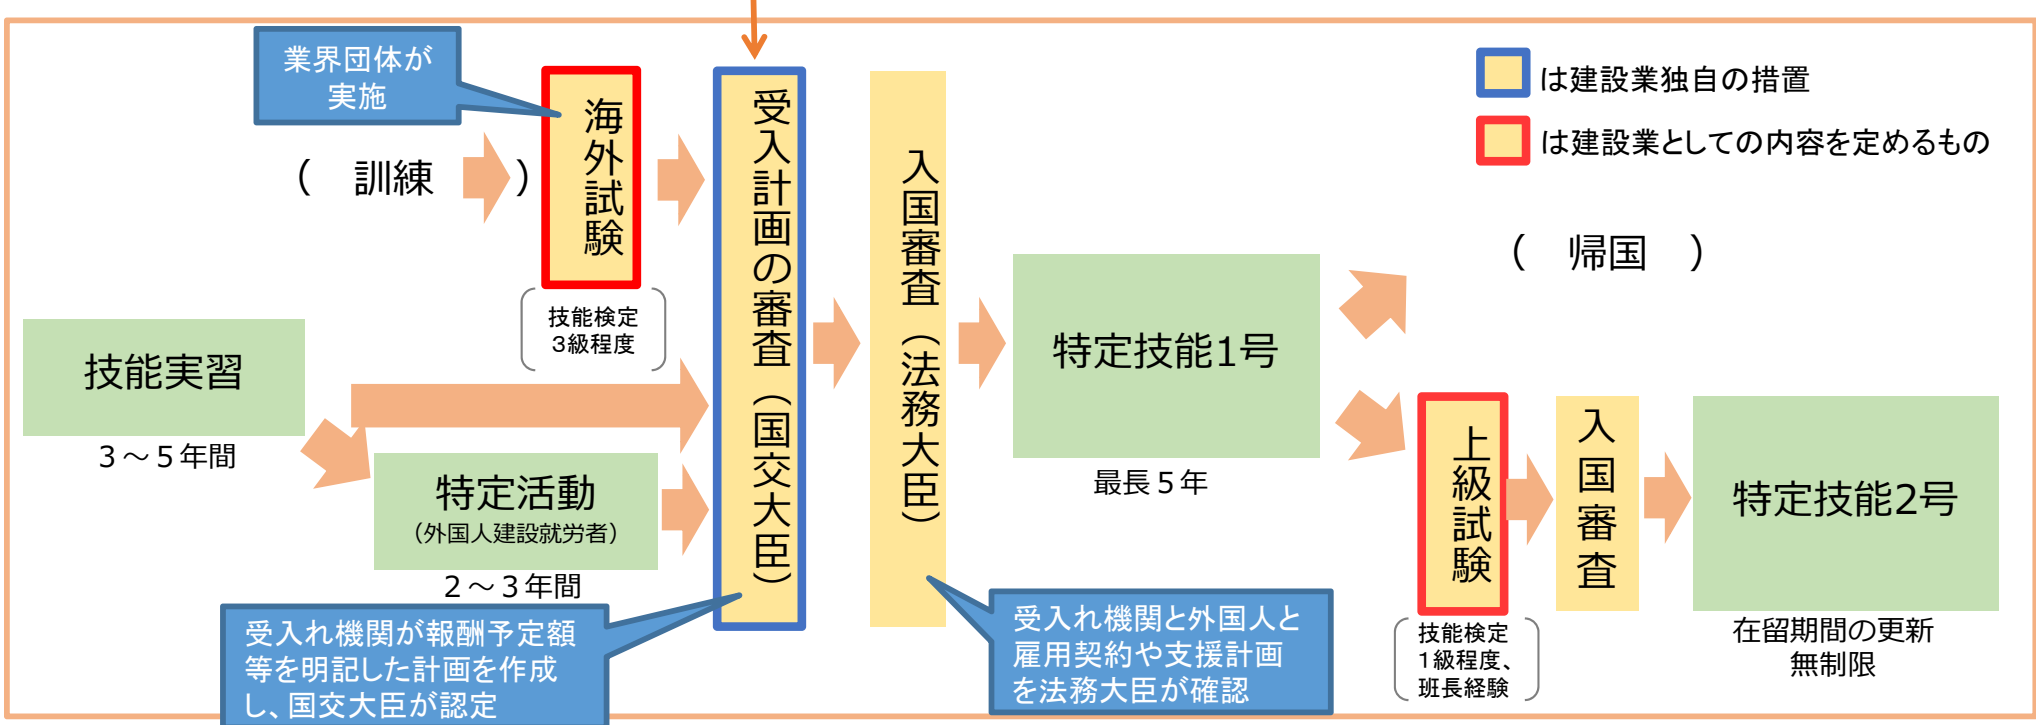 業界団体が
実施
は建設業独自の措置
は建設業としての内容を定めるもの
(　訓練　)
海外試験
技能検定
3級程度
受入計画の審査（国交大臣）
入国審査（法務大臣）
技能実習
3～5年間
特定活動
（外国人建設就労者）
2～3年間
受入れ機関が報酬予定額
等を明記した計画を作成
し、国交大臣が認定
受入れ機関と外国人と
雇用契約や支援計画
を法務大臣が確認
特定技能1号
最長5年
(　帰国　)
上級試験
技能検定
1級程度、
班長経験
入国審査
特定技能2号
在留期間の更新
無制限